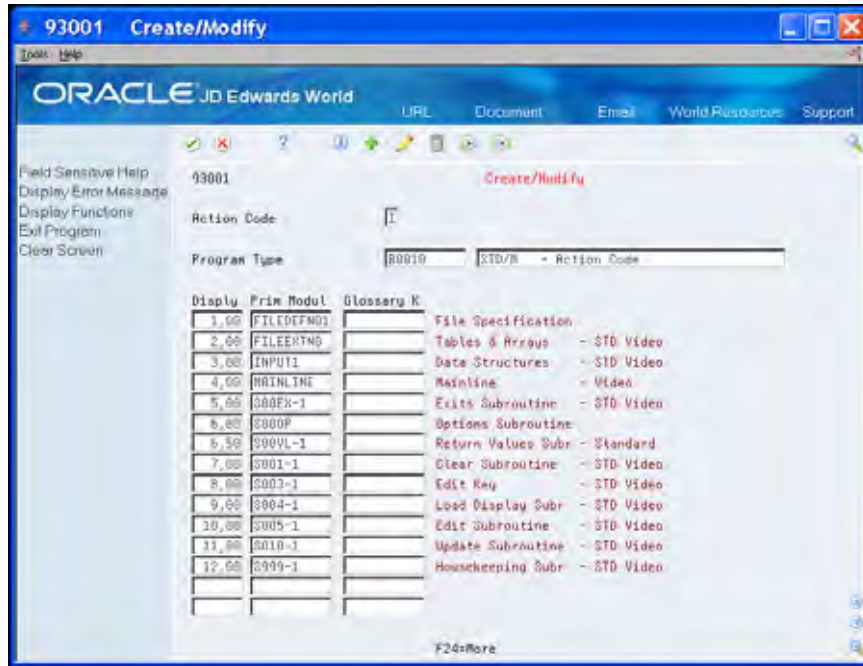 93001 Create/Modify
Tools Help
ORACLE JD Edwards World
URL Document Email World Resources Support
Field Sensitive Help
Display Error Message
Display Functions
Exit Program
Clear Screen
93001 Create/Modify
Action Code I
Program Type STD/M - Action Code
Disply Prim Modul Glossary K
1,00 FILEDEFN01 File Specification
2,00 FILEEXTN0 Tables & Arrays - STD Video
3,00 INPUT1 Data Structures - STD Video
4,00 MAINLINE Mainline - Video
5,00 S00EX-1 Exits Subroutine - STD Video
6,00 S000P Options Subroutine
6,50 S00VL-1 Return Values Subr - Standard
7,00 S001-1 Clear Subroutine - STD Video
8,00 S003-1 Edit Key - STD Video
9,00 S004-1 Load Display Subr - STD Video
10,00 S005-1 Edit Subroutine - STD Video
11,00 S010-1 Update Subroutine - STD Video
12,00 S999-1 Housekeeping Subr - STD Video
F24=More